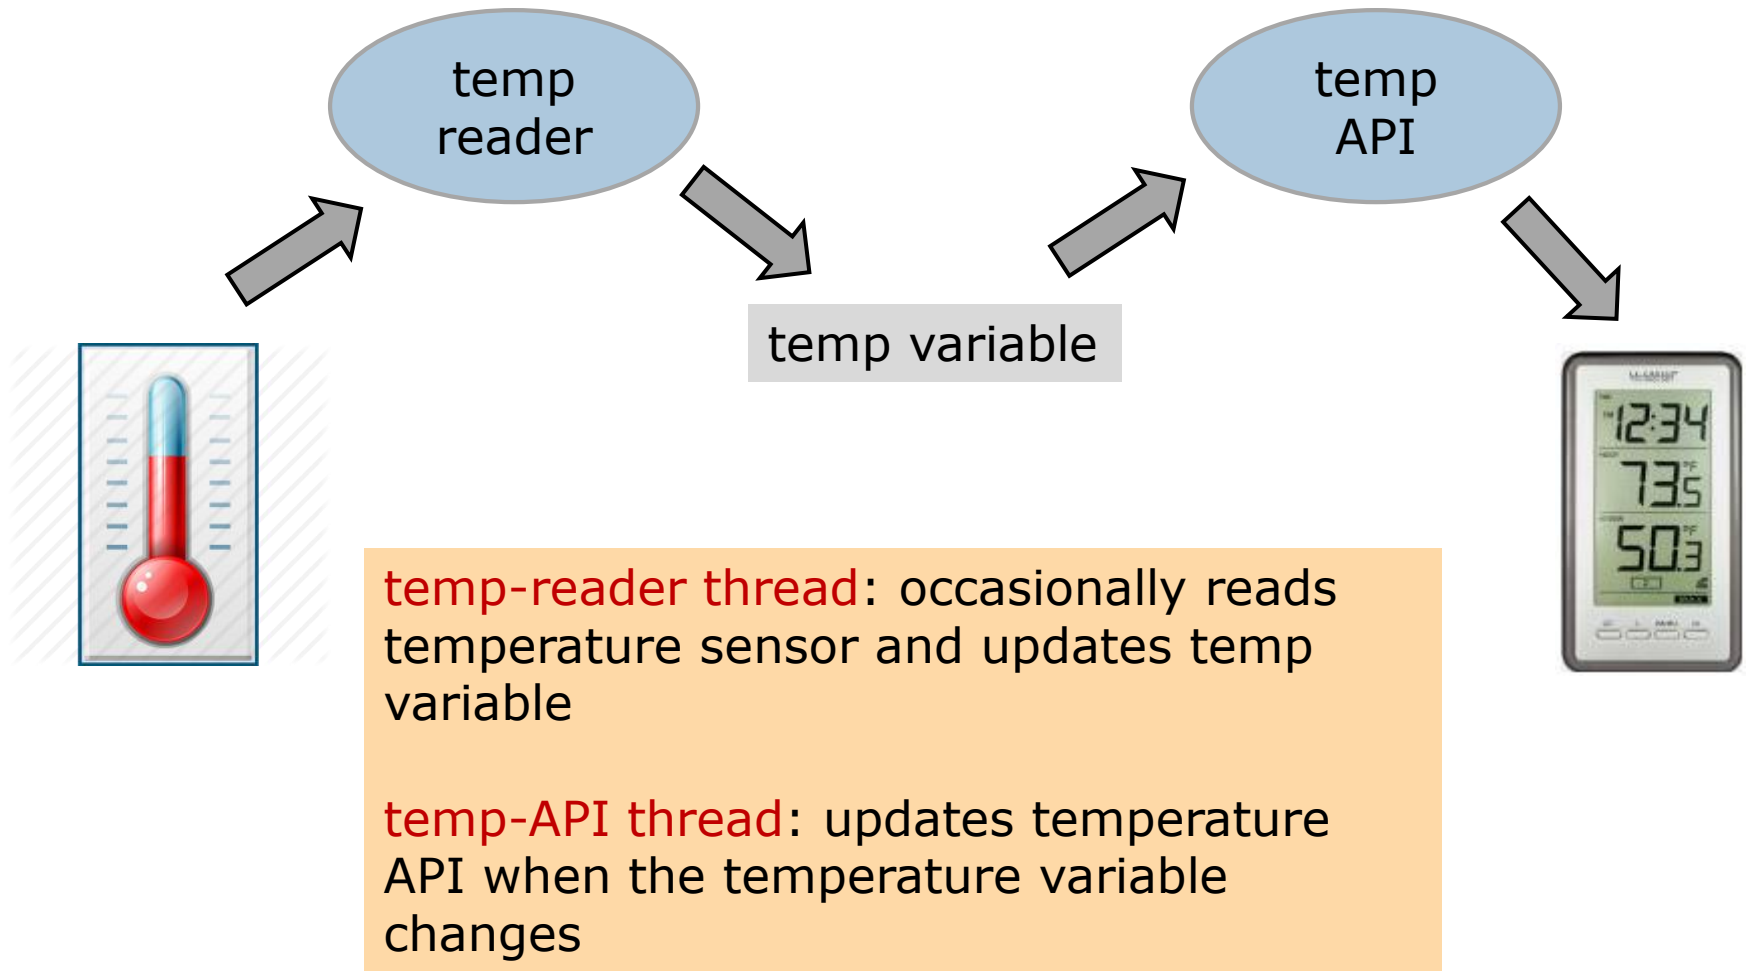 temp
reader
temp
API
temp variable
12:34
73.5 °F
50.3 °F
temp-reader thread: occasionally reads
temperature sensor and updates temp
variable
temp-API thread: updates temperature
API when the temperature variable
changes